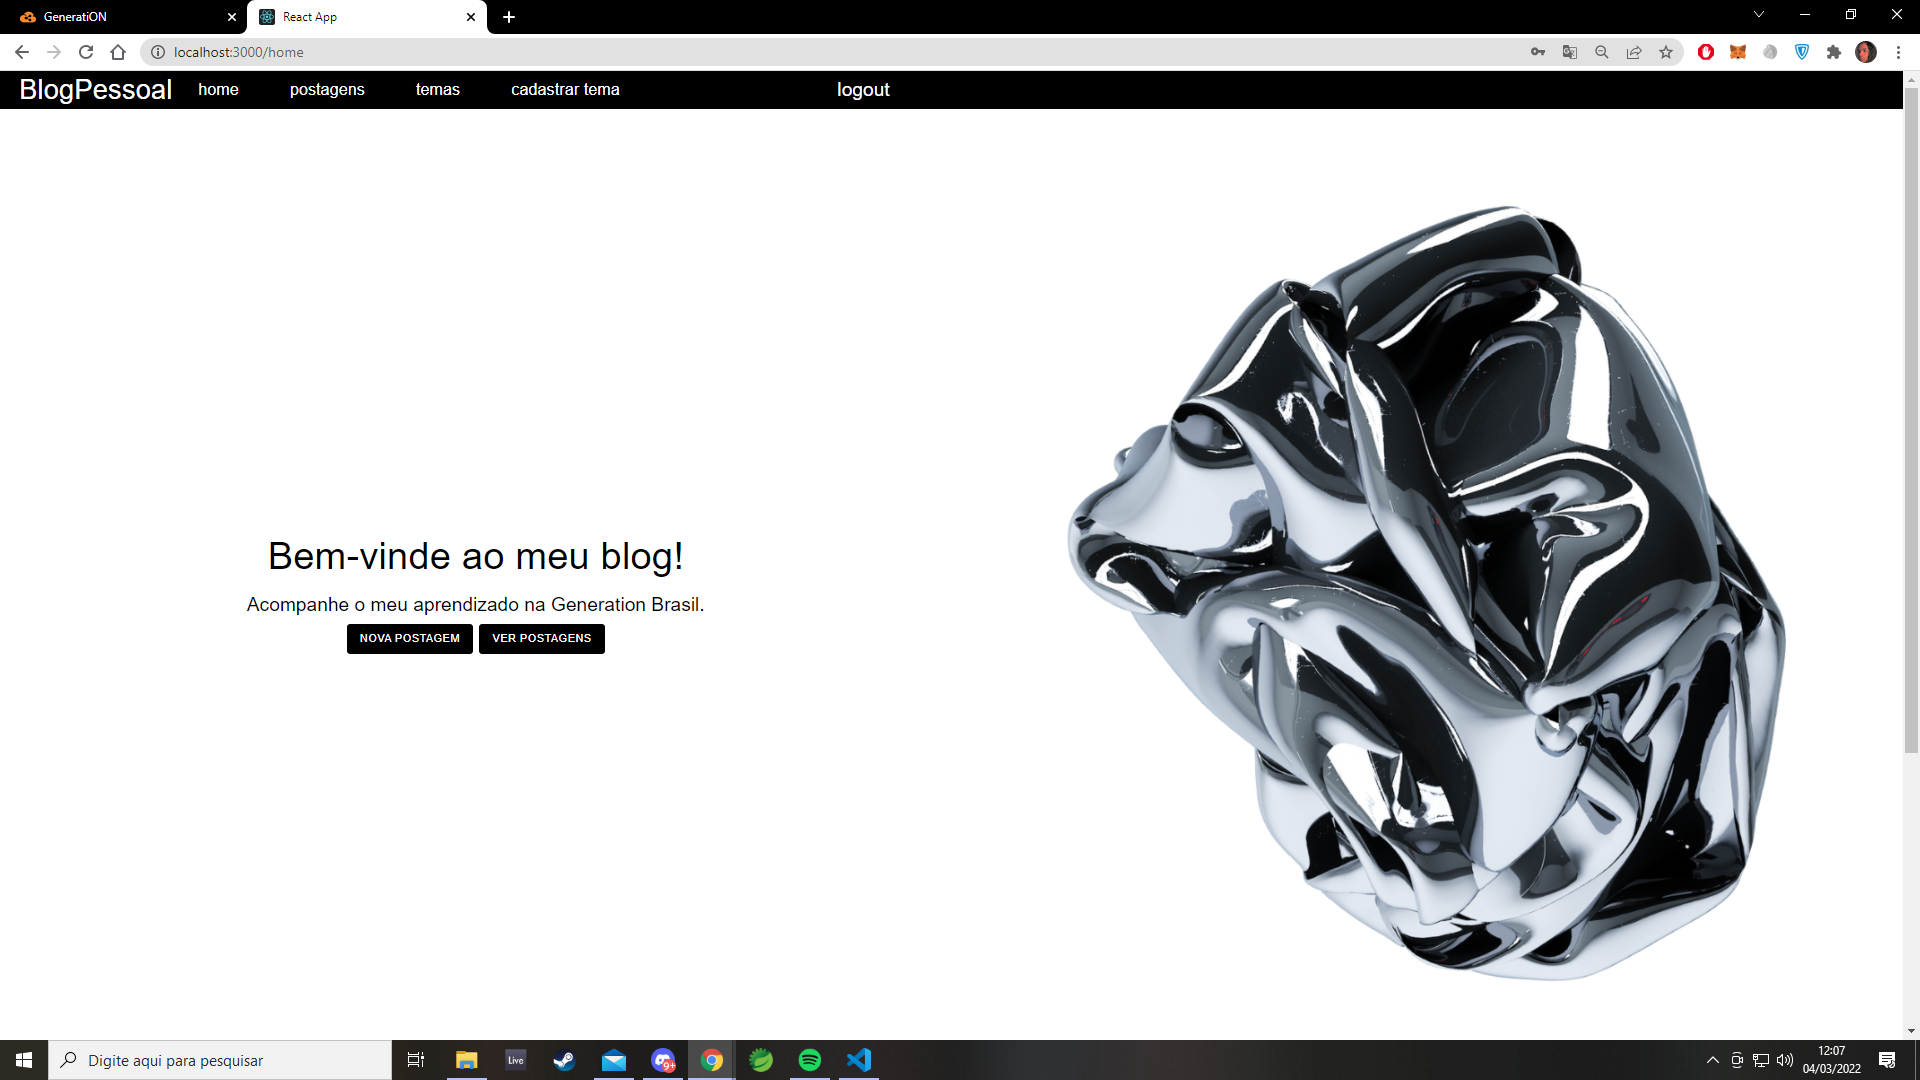 GeneratiON
React App
localhost:3000/home
BlogPessoal home postagens temas cadastrar tema logout
Bem-vinde ao meu blog!
Acompanhe o meu aprendizado na Generation Brasil.
NOVA POSTAGEM VER POSTAGENS
Digite aqui para pesquisar
Live
9+
12:07
04/03/2022